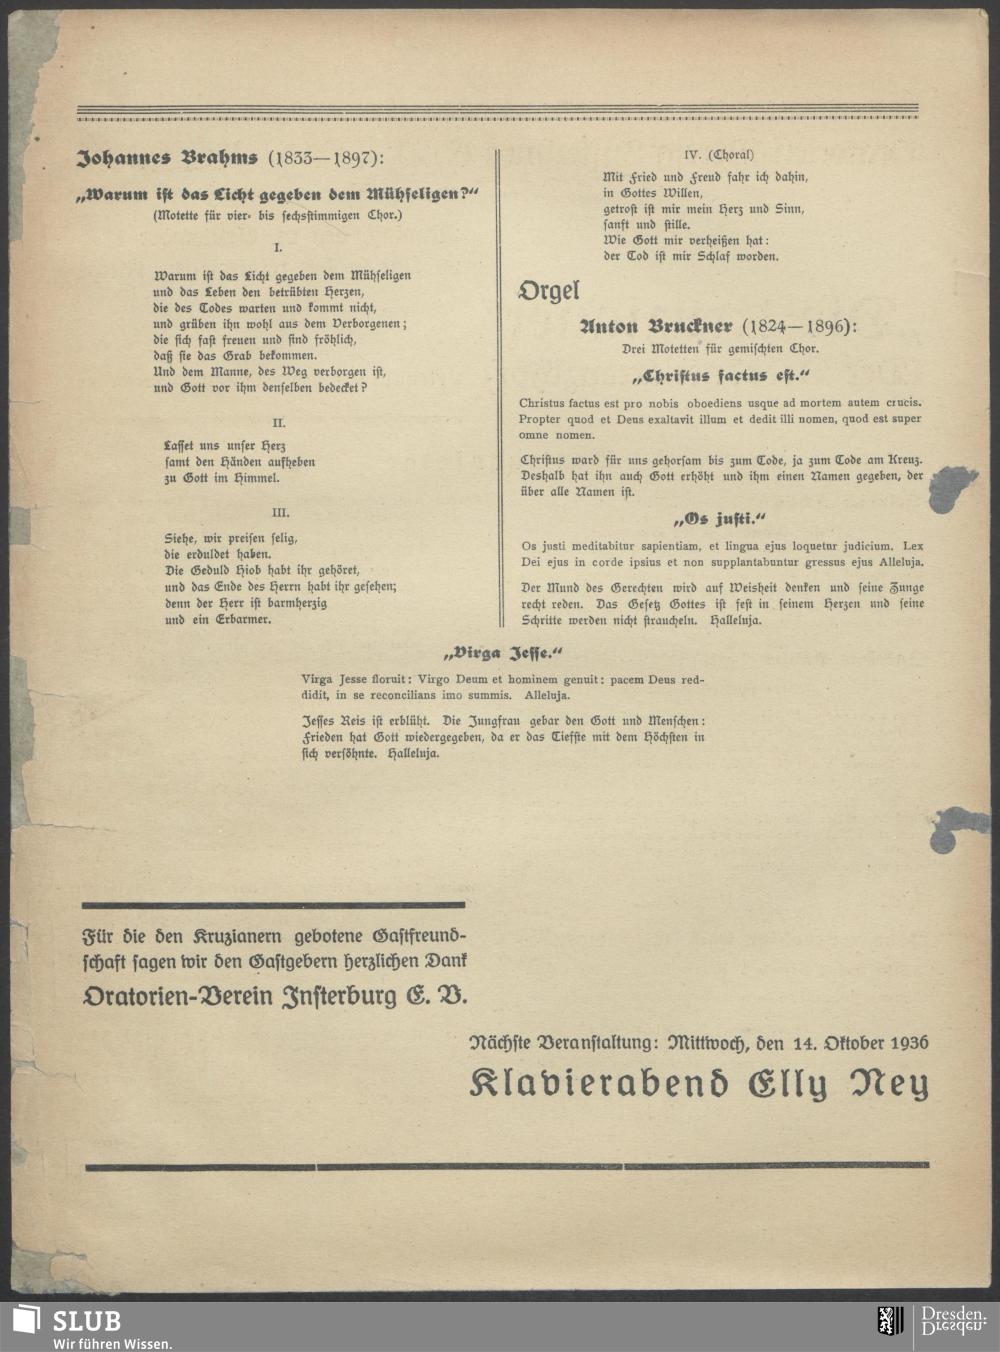 Johannes Brahms (1833—1897):
„Warum ist das Licht gegeben dem Mühseligen?“
(Motette für vier- bis sechsstimmigen Chor.)
I.
Warum ist das Licht gegeben dem Mühseligen
und das Leben den betrübten Herzen,
die des Todes warten und kommt nicht,
und grüben ihn wohl aus dem Verborgenen;
die sich fast freuen und sind fröhlich,
daß sie das Grab bekommen.
Und dem Manne, des Weg verborgen ist,
und Gott vor ihm denselben bedecket?
II.
Lasset uns unser Herz
samt den Händen aufheben
zu Gott im Himmel.
III.
Siehe, wir preisen selig,
die erduldet haben.
Die Geduld Hiob habt ihr gehöret,
und das Ende des Herrn habt ihr gesehen;
denn der Herr ist barmherzig
und ein Erbarmer.
IV. (Choral)
Mit Fried und Freud fahr ich dahin,
in Gottes Willen,
getrost ist mir mein Herz und Sinn,
sanft und stille.
Wie Gott mir verheißen hat:
der Tod ist mir Schlaf worden.
Orgel
Anton Bruckner (1824—1896):
Drei Motetten für gemischten Chor.
„Christus factus est.“
Christus factus est pro nobis oboediens usque ad mortem autem crucis.
Propter quod et Deus exaltavit illum et dedit illi nomen, quod est super
omne nomen.
Christus ward für uns gehorsam bis zum Tode, ja zum Tode am Kreuz.
Deshalb hat ihn auch Gott erhöht und ihm einen Namen gegeben, der
über alle Namen ist.
„Os justi.“
Os justi meditabitur sapientiam, et lingua ejus loquetur judicium. Lex
Dei ejus in corde ipsius et non supplantabuntur gressus ejus Alleluja.
Der Mund des Gerechten wird auf Weisheit denken und seine Zunge
recht reden. Das Gesetz Gottes ist fest in seinem Herzen und seine
Schritte werden nicht straucheln. Halleluja.
„Virga Jesse.“
Virga Jesse floruit: Virgo Deum et hominem genuit: pacem Deus red-
didit, in se reconcilians imo summis. Alleluja.
Jesses Reis ist erblüht. Die Jungfrau gebar den Gott und Menschen:
Frieden hat Gott wiedergegeben, da er das Tiefste mit dem Höchsten in
sich versöhnte. Halleluja.
Für die den Kruzianern gebotene Gastfreund-
schaft sagen wir den Gastgebern herzlichen Dank
Oratorien-Verein Insterburg E. V.
Nächste Veranstaltung: Mittwoch, den 14. Oktober 1936
Klavierabend Elly Ney
SLUB
Wir führen Wissen.
Dresden.
Dresden.